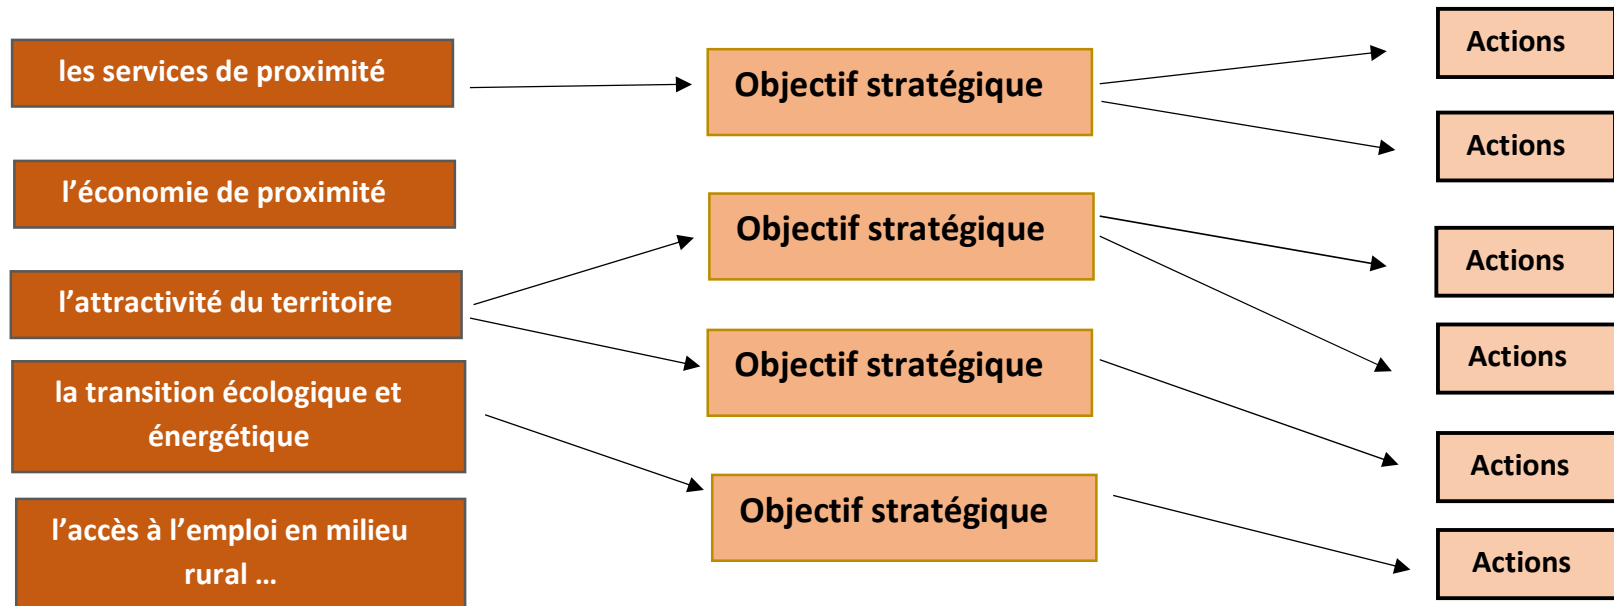 les services de proximité
l’économie de proximité
l’attractivité du territoire
la transition écologique et
énergétique
l’accès à l’emploi en milieu
rural …
Objectif stratégique
Objectif stratégique
Objectif stratégique
Objectif stratégique
Actions
Actions
Actions
Actions
Actions
Actions